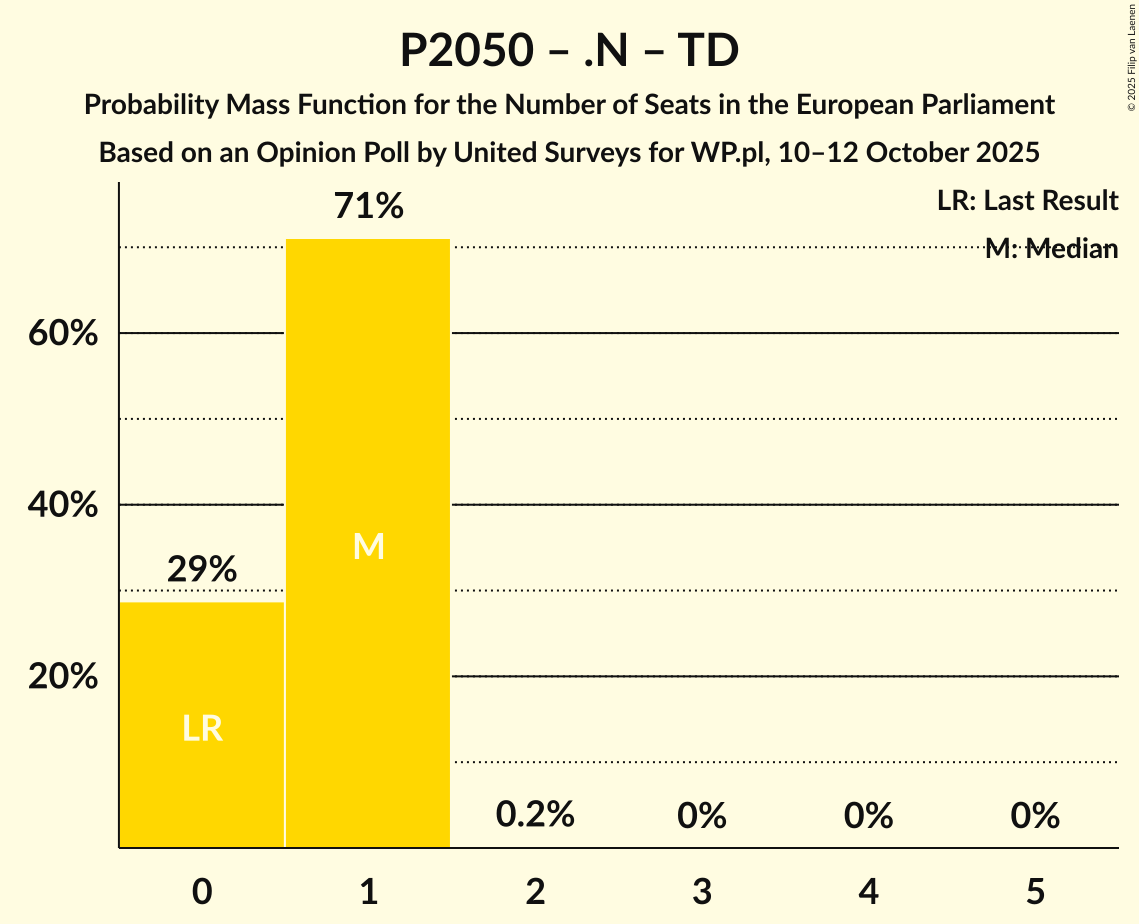 P2050 – .N – TD
Probability Mass Function for the Number of Seats in the European Parliament
Based on an Opinion Poll by United Surveys for WP.pl, 10–12 October 2025
© 2025 Filip van Laenen
LR: Last Result
M: Median
71%
60%
40%
29%
20%
M
LR
0.2%
0%
0%
0%
0 1 2 3 4 5